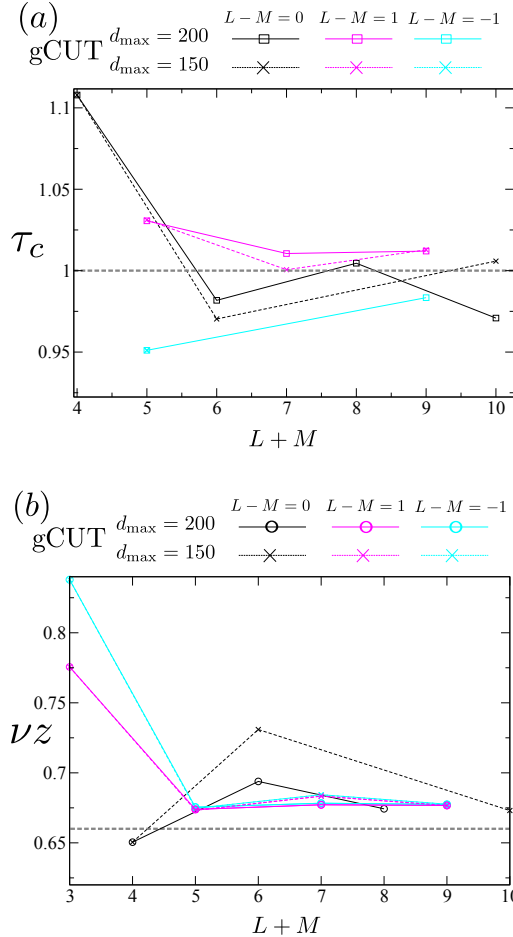 (a)
L − M = 0 L − M = 1 L − M = −1
gCUT d_max = 200
d_max = 150
1.1
1.05
τ_c
1
0.95
4 5 6 7 8 9 10
L + M
(b)
L − M = 0 L − M = 1 L − M = −1
gCUT d_max = 200
d_max = 150
0.8
0.75
νz
0.7
0.65
3 4 5 6 7 8 9 10
L + M